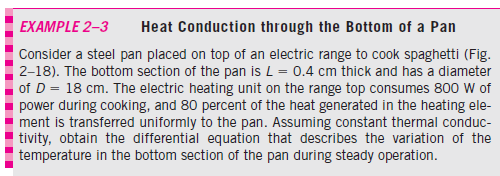 EXAMPLE 2–3 Heat Conduction through the Bottom of a Pan
Consider a steel pan placed on top of an electric range to cook spaghetti (Fig.
2–18). The bottom section of the pan is L = 0.4 cm thick and has a diameter
of D = 18 cm. The electric heating unit on the range top consumes 800 W of
power during cooking, and 80 percent of the heat generated in the heating ele-
ment is transferred uniformly to the pan. Assuming constant thermal conduc-
tivity, obtain the differential equation that describes the variation of the
temperature in the bottom section of the pan during steady operation.